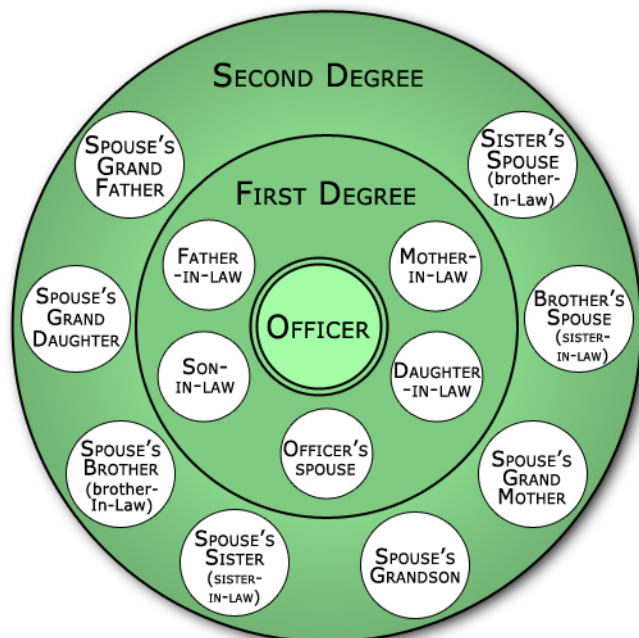 SECOND DEGREE
SPOUSE'S
GRAND
FATHER
SISTER'S
SPOUSE
(brother-
In-Law)
FIRST DEGREE
FATHER
-IN-LAW
MOTHER-
IN-LAW
SPOUSE'S
GRAND
DAUGHTER
OFFICER
BROTHER'S
SPOUSE
(SISTER-
IN-LAW)
SON-
IN-LAW
DAUGHTER
-IN-LAW
OFFICER'S
SPOUSE
SPOUSE'S
BROTHER
(brother-
In-Law)
SPOUSE'S
GRAND
MOTHER
SPOUSE'S
SISTER
(SISTER-
IN-LAW)
SPOUSE'S
GRANDSON